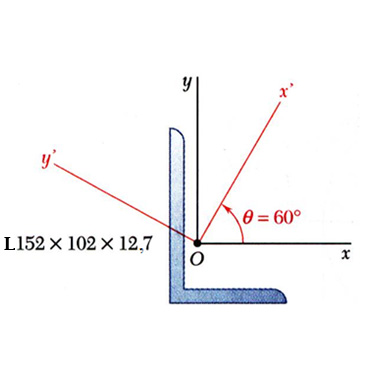 y
x'
y'
θ = 60°
L152 × 102 × 12,7
O
x